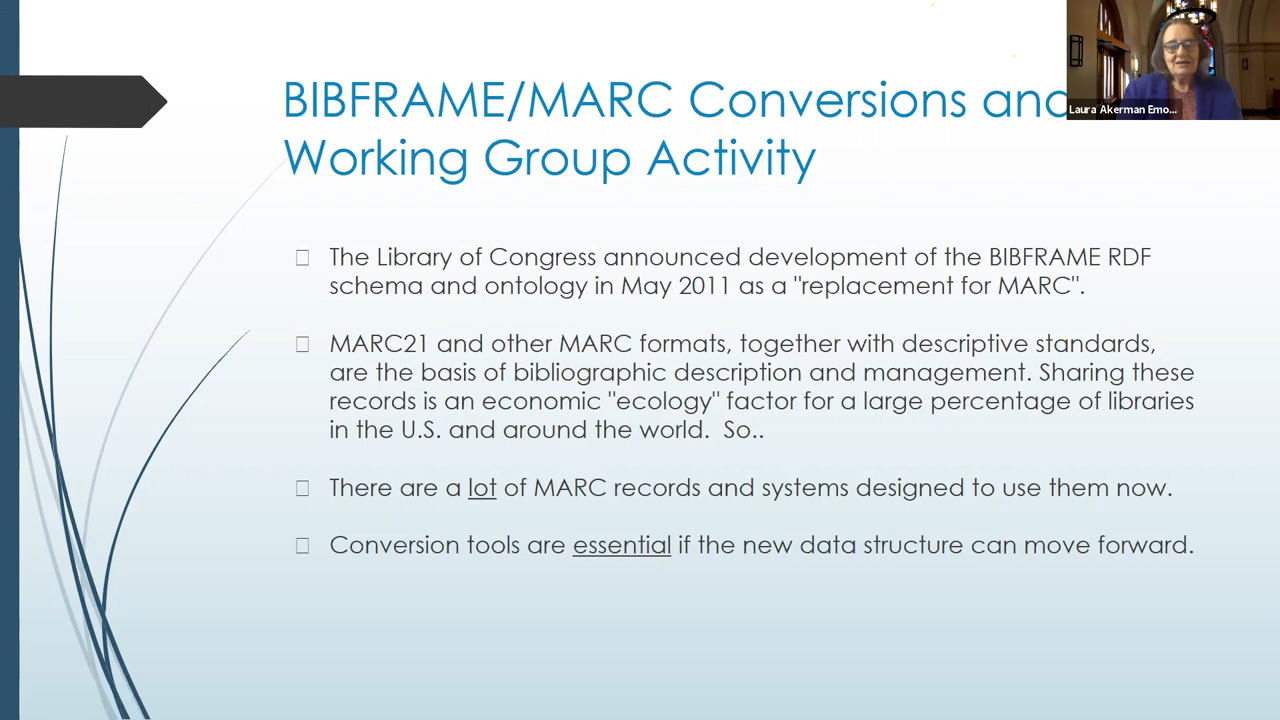 BIBFRAME/MARC Conversions and
Working Group Activity
Laura Akerman Emo...
The Library of Congress announced development of the BIBFRAME RDF
schema and ontology in May 2011 as a "replacement for MARC".
MARC21 and other MARC formats, together with descriptive standards,
are the basis of bibliographic description and management. Sharing these
records is an economic "ecology" factor for a large percentage of libraries
in the U.S. and around the world.  So..
There are a lot of MARC records and systems designed to use them now.
Conversion tools are essential if the new data structure can move forward.